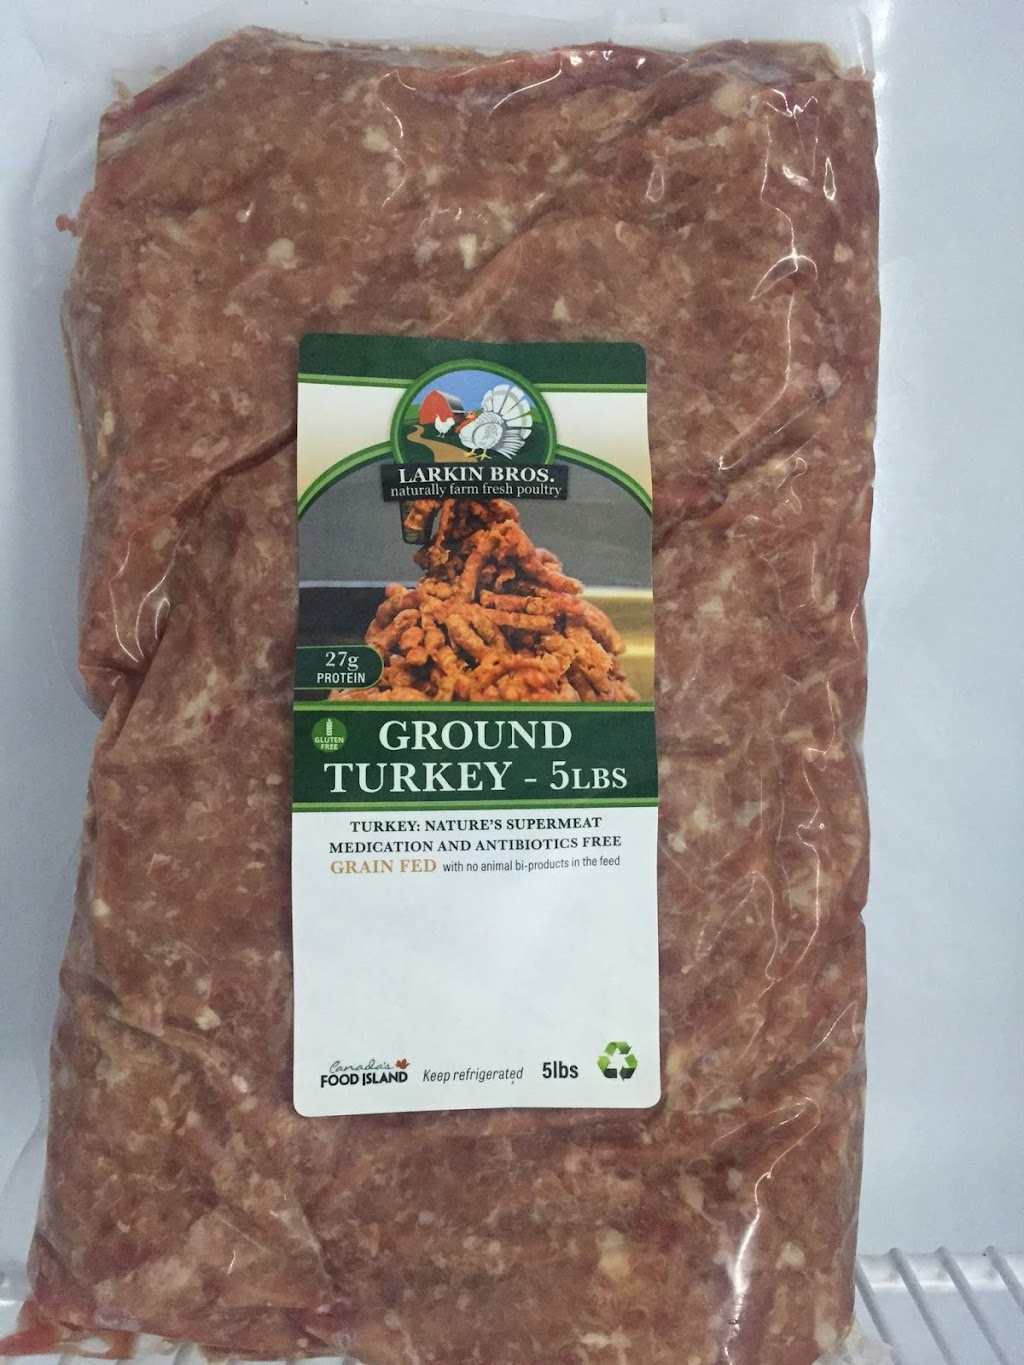 LARKIN BROS.
naturally farm fresh poultry
27g
PROTEIN
GLUTEN
FREE
GROUND
TURKEY - 5LBS
TURKEY: NATURE'S SUPERMEAT
MEDICATION AND ANTIBIOTICS FREE
GRAIN FED with no animal bi-products in the feed
Canada's
FOOD ISLAND
Keep refrigerated
5lbs